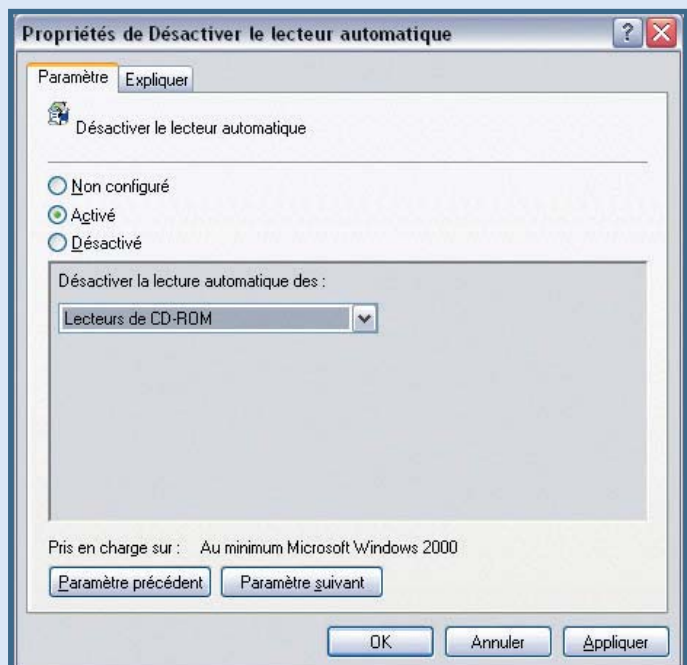 Propriétés de Désactiver le lecteur automatique
Paramètre
Expliquer
Désactiver le lecteur automatique
Non configuré
Activé
Désactivé
Désactiver la lecture automatique des :
Lecteurs de CD-ROM
Pris en charge sur : Au minimum Microsoft Windows 2000
Paramètre précédent
Paramètre suivant
OK
Annuler
Appliquer